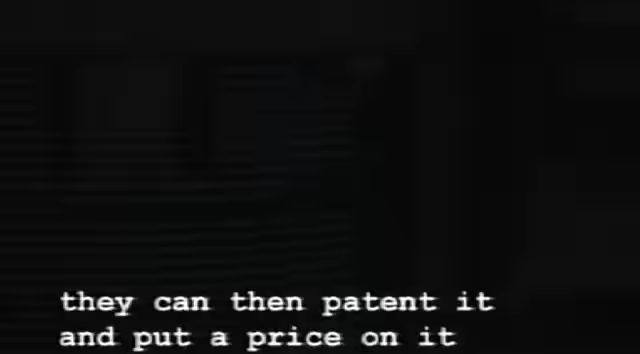 they can then patent it
and put a price on it